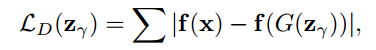 ℒ_D(𝐳_γ) = ∑ |𝐟(𝐱) − 𝐟(G(𝐳_γ))|,